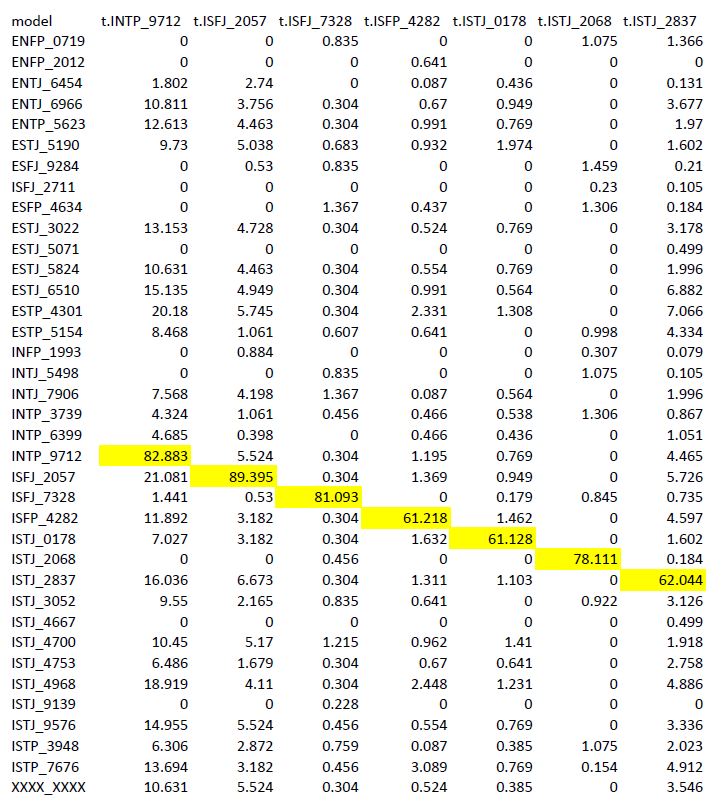 model t.INTP_9712 t.ISFJ_2057 t.ISFJ_7328 t.ISFP_4282 t.ISTJ_0178 t.ISTJ_2068 t.ISTJ_2837
ENFP_0719 0 0 0.835 0 0 1.075 1.366
ENFP_2012 0 0 0 0.641 0 0 0
ENTJ_6454 1.802 2.74 0 0.087 0.436 0 0.131
ENTJ_6966 10.811 3.756 0.304 0.67 0.949 0 3.677
ENTP_5623 12.613 4.463 0.304 0.991 0.769 0 1.97
ESTJ_5190 9.73 5.038 0.683 0.932 1.974 0 1.602
ESFJ_9284 0 0.53 0.835 0 0 1.459 0.21
ISFJ_2711 0 0 0 0 0 0.23 0.105
ESFP_4634 0 0 1.367 0.437 0 1.306 0.184
ESTJ_3022 13.153 4.728 0.304 0.524 0.769 0 3.178
ESTJ_5071 0 0 0 0 0 0 0.499
ESTJ_5824 10.631 4.463 0.304 0.554 0.769 0 1.996
ESTJ_6510 15.135 4.949 0.304 0.991 0.564 0 6.882
ESTP_4301 20.18 5.745 0.304 2.331 1.308 0 7.066
ESTP_5154 8.468 1.061 0.607 0.641 0 0.998 4.334
INFP_1993 0 0.884 0 0 0 0.307 0.079
INTJ_5498 0 0 0.835 0 0 1.075 0.105
INTJ_7906 7.568 4.198 1.367 0.087 0.564 0 1.996
INTP_3739 4.324 1.061 0.456 0.466 0.538 1.306 0.867
INTP_6399 4.685 0.398 0 0.466 0.436 0 1.051
INTP_9712 82.883 5.524 0.304 1.195 0.769 0 4.465
ISFJ_2057 21.081 89.395 0.304 1.369 0.949 0 5.726
ISFJ_7328 1.441 0.53 81.093 0 0.179 0.845 0.735
ISFP_4282 11.892 3.182 0.304 61.218 1.462 0 4.597
ISTJ_0178 7.027 3.182 0.304 1.632 61.128 0 1.602
ISTJ_2068 0 0 0.456 0 0 78.111 0.184
ISTJ_2837 16.036 6.673 0.304 1.311 1.103 0 62.044
ISTJ_3052 9.55 2.165 0.835 0.641 0 0.922 3.126
ISTJ_4667 0 0 0 0 0 0 0.499
ISTJ_4700 10.45 5.17 1.215 0.962 1.41 0 1.918
ISTJ_4753 6.486 1.679 0.304 0.67 0.641 0 2.758
ISTJ_4968 18.919 4.11 0.304 2.448 1.231 0 4.886
ISTJ_9139 0 0 0.228 0 0 0 0
ISTJ_9576 14.955 5.524 0.456 0.554 0.769 0 3.336
ISTP_3948 6.306 2.872 0.759 0.087 0.385 1.075 2.023
ISTP_7676 13.694 3.182 0.456 3.089 0.769 0.154 4.912
XXXX_XXXX 10.631 5.524 0.304 0.524 0.385 0 3.546